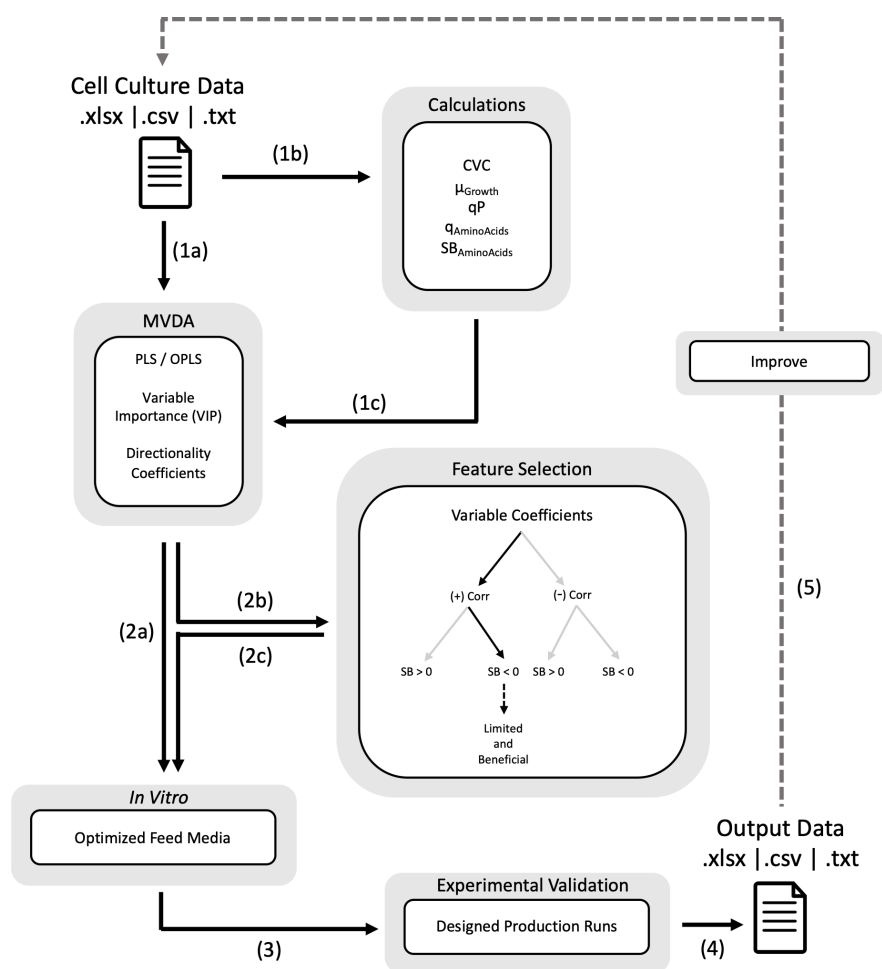 Cell Culture Data
.xlsx |.csv | .txt
(1b)
Calculations
CVC
μGrowth
qP
qAminoAcids
SBAminoAcids
(1a)
MVDA
PLS / OPLS
Variable
Importance (VIP)
Directionality
Coefficients
(1c)
Improve
Feature Selection
Variable Coefficients
(+) Corr
(-) Corr
SB > 0
SB < 0
SB > 0
SB < 0
Limited
and
Beneficial
(2a)
(2b)
(2c)
(5)
In Vitro
Optimized Feed Media
(3)
Experimental Validation
Designed Production Runs
(4)
Output Data
.xlsx |.csv | .txt